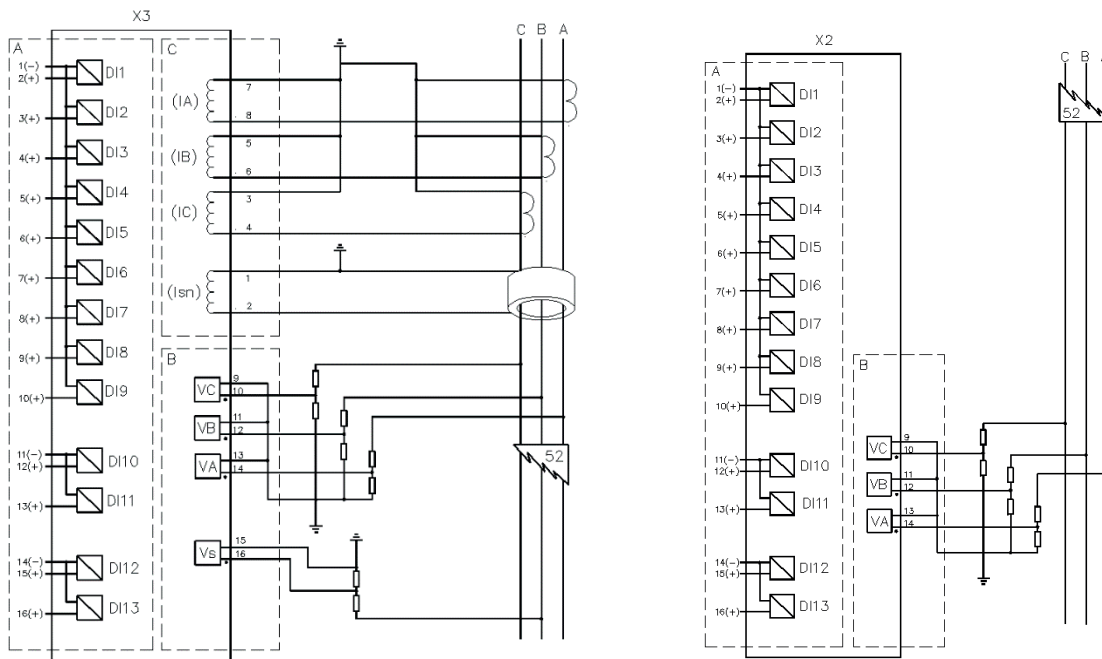 X3
A
1(-)
2(+)
DI1
3(+)
DI2
4(+)
DI3
5(+)
DI4
6(+)
DI5
7(+)
DI6
8(+)
DI7
9(+)
DI8
10(+)
DI9
11(-)
12(+)
DI10
13(+)
DI11
14(-)
15(+)
DI12
16(+)
DI13
C
(IA)
7
8
(IB)
5
6
(IC)
3
4
(Isn)
1
2
B
VC
9
10
VB
11
12
VA
13
14
Vs
15
16
C B A
52
X2
A
1(-)
2(+)
DI1
3(+)
DI2
4(+)
DI3
5(+)
DI4
6(+)
DI5
7(+)
DI6
8(+)
DI7
9(+)
DI8
10(+)
DI9
11(-)
12(+)
DI10
13(+)
DI11
14(-)
15(+)
DI12
16(+)
DI13
B
VC
9
10
VB
11
12
VA
13
14
C B
52